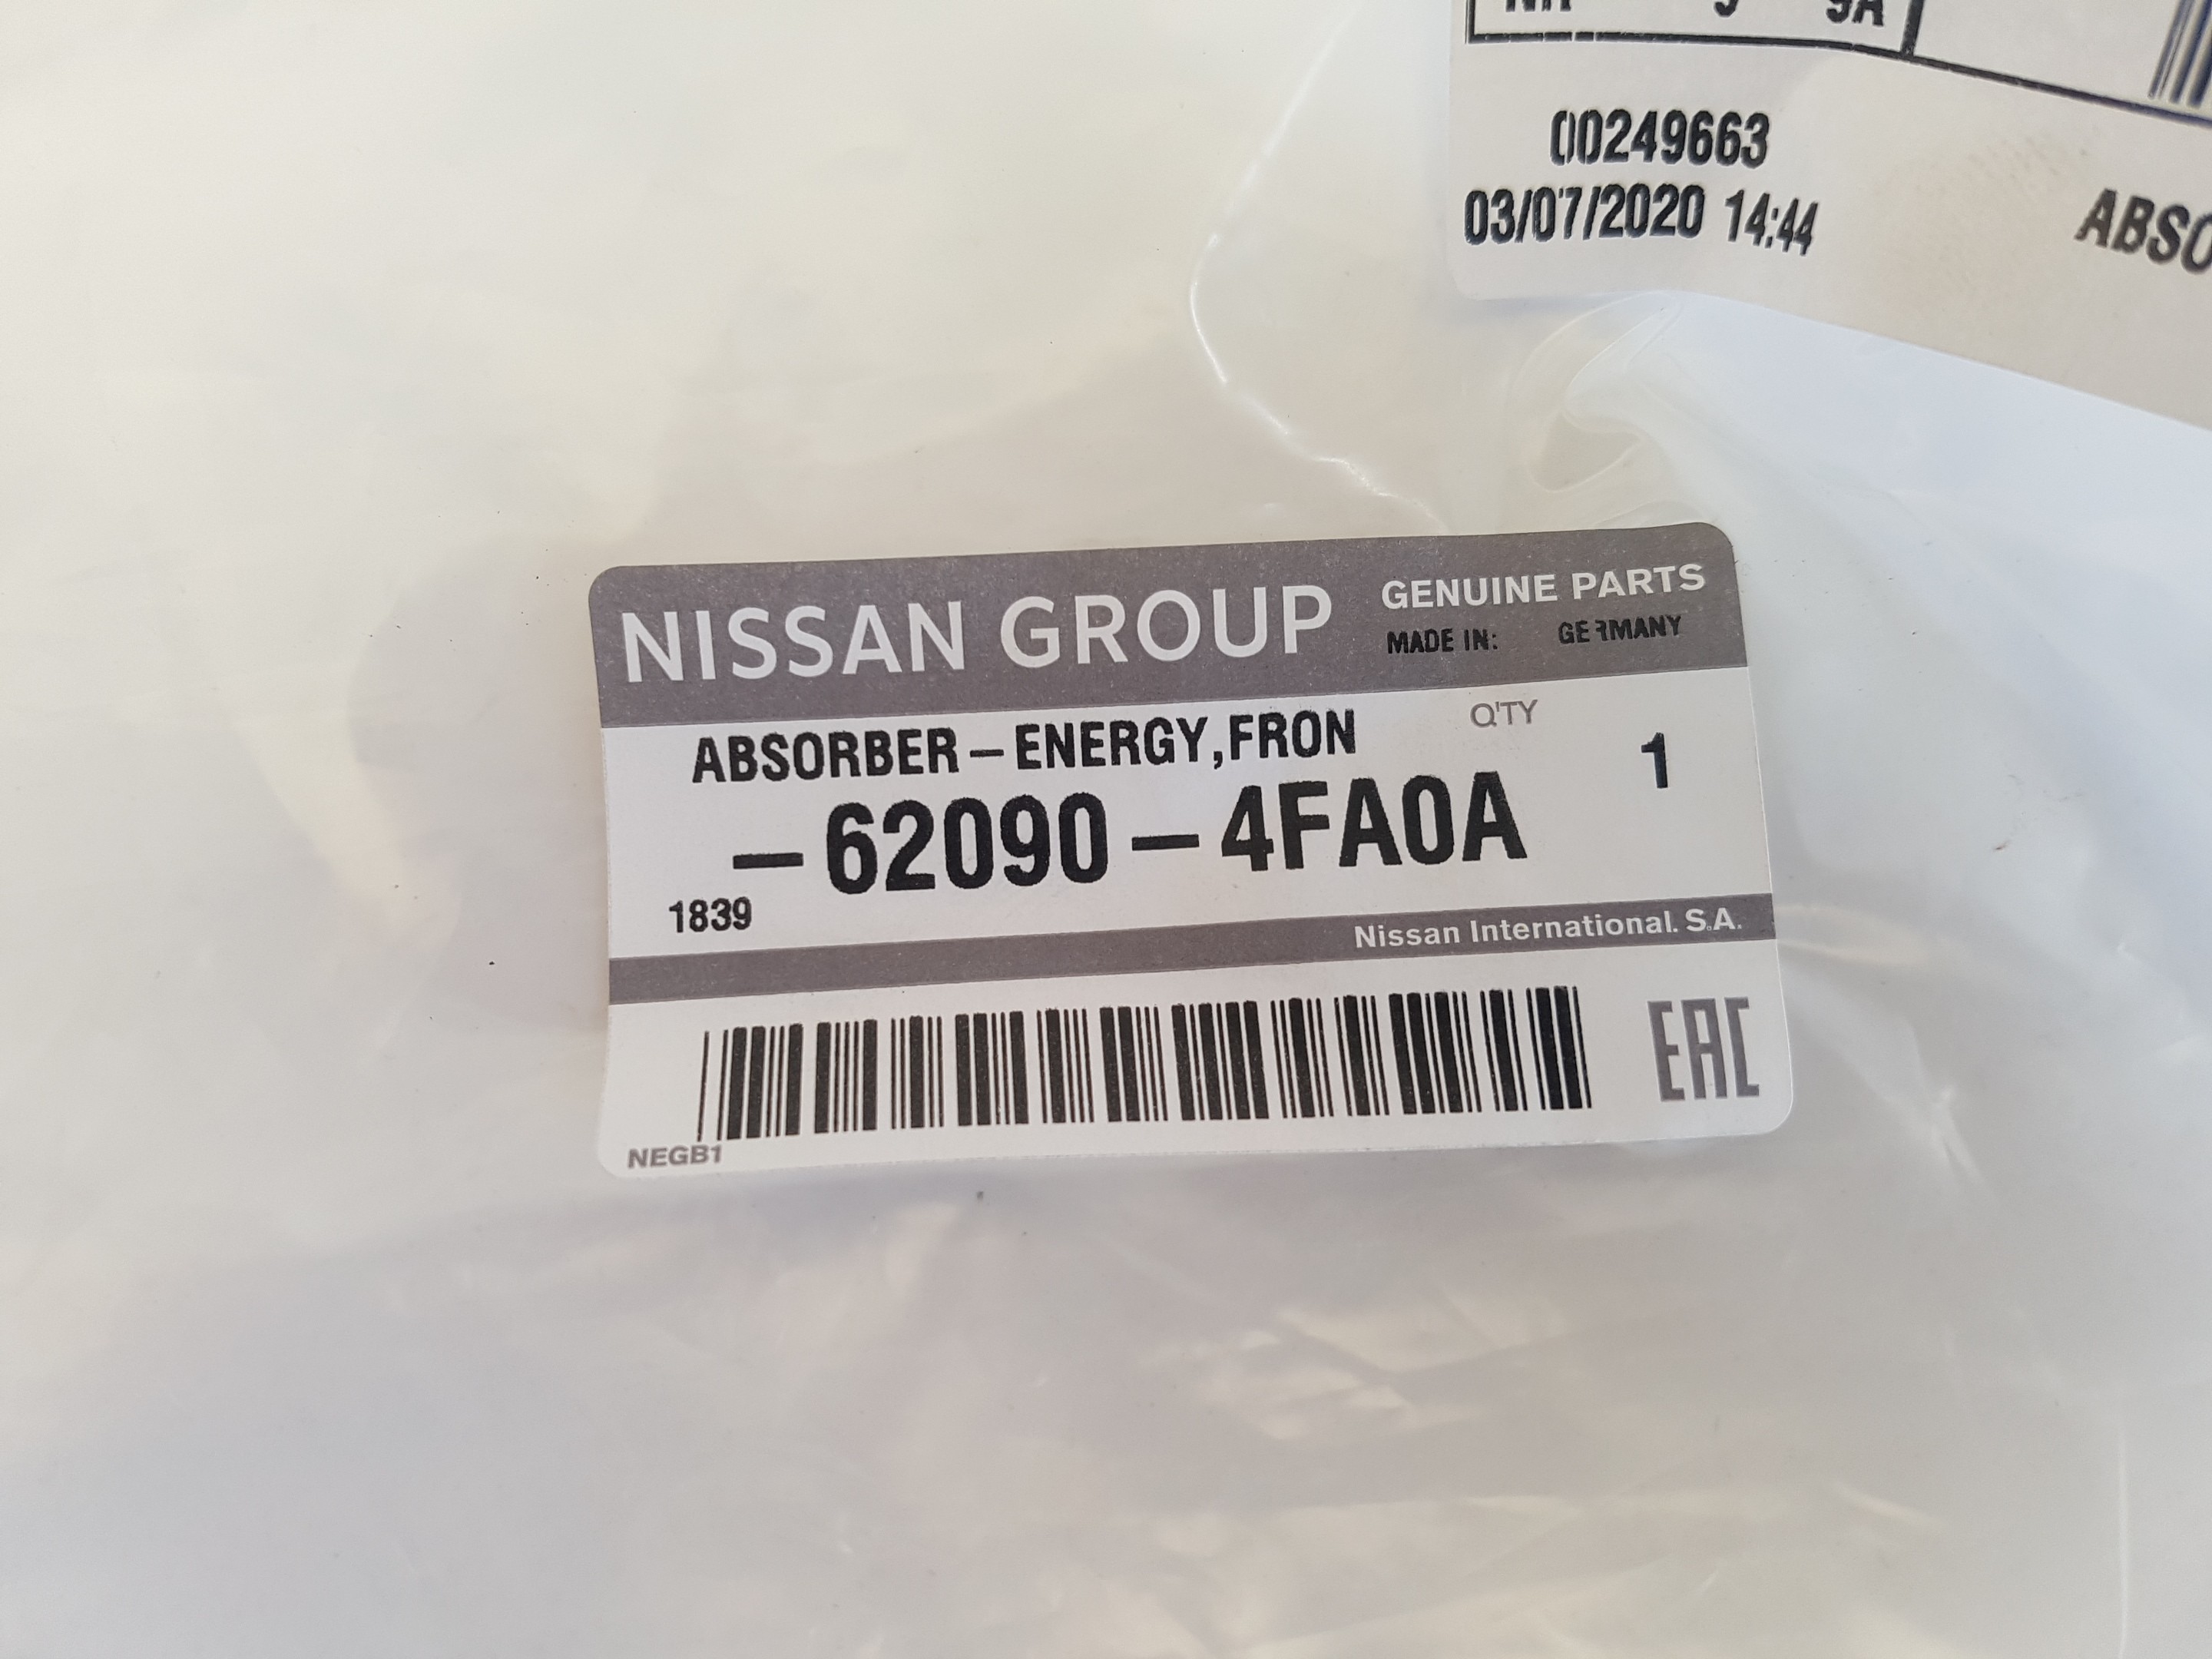 00249663
03/07/2020 14:44
ABSO
NISSAN GROUP
GENUINE PARTS
MADE IN: GERMANY
ABSORBER-ENERGY,FRON
Q'TY
1
-62090-4FA0A
1839
Nissan International. S.A.
EAC
NEGB1